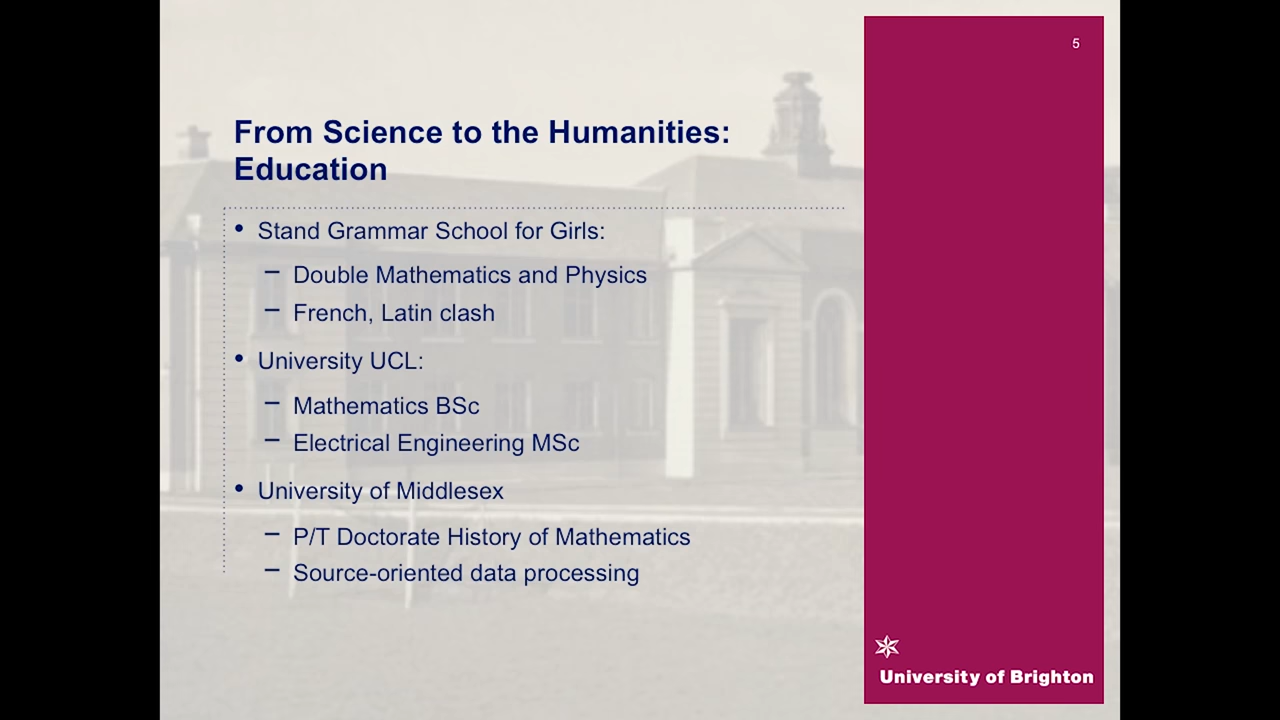 5
From Science to the Humanities:
Education
• Stand Grammar School for Girls:
– Double Mathematics and Physics
– French, Latin clash
• University UCL:
– Mathematics BSc
– Electrical Engineering MSc
• University of Middlesex
– P/T Doctorate History of Mathematics
– Source-oriented data processing
University of Brighton